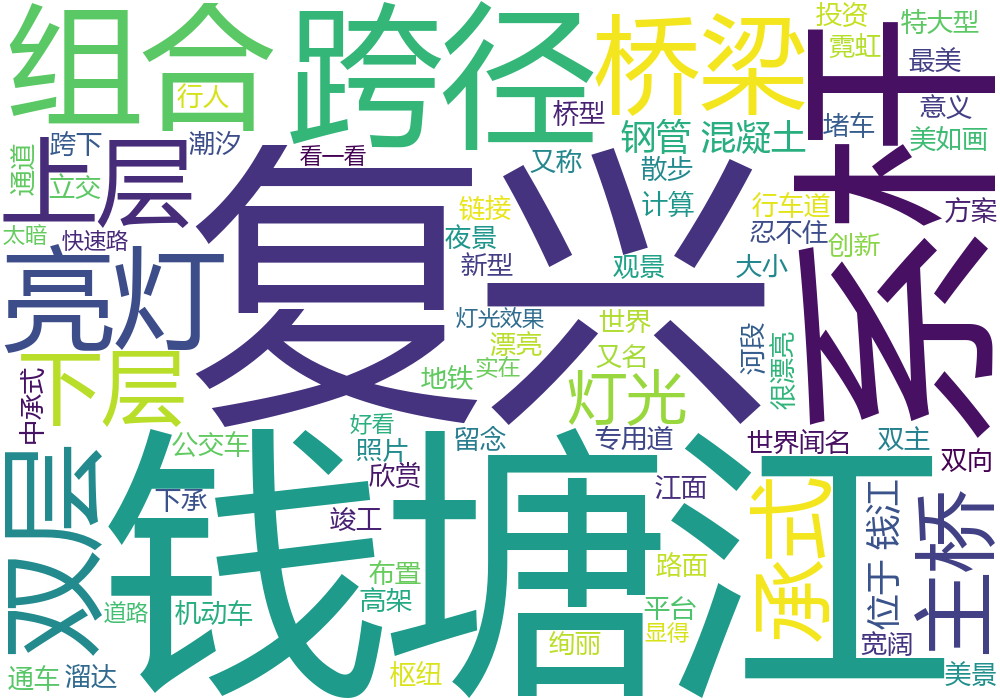 组合
跨径
桥梁
系杆
投资
特大型
霓虹
最美
行人
桥型
意义
上层
跨下
潮汐
看一看
又称
钢管
混凝土
堵车
美如画
通道
立交
复兴
散步
太暗
快速路
链接
计算
行车道
方案
亮灯
夜景
忍不住
创新
新型
观景
大小
下层
灯光效果
世界
漂亮
河段
又名
很漂亮
实在
地铁
灯光
中承式
好看
公交车
照片
留念
专用道
世界闻名
双主
双层
钱塘江
欣赏
双向
下承
江面
承式
钱江
主桥
竣工
路面
布置
高架
位于
道路
机动车
平台
显得
绚丽
宽阔
通车
溜达
枢纽
美景